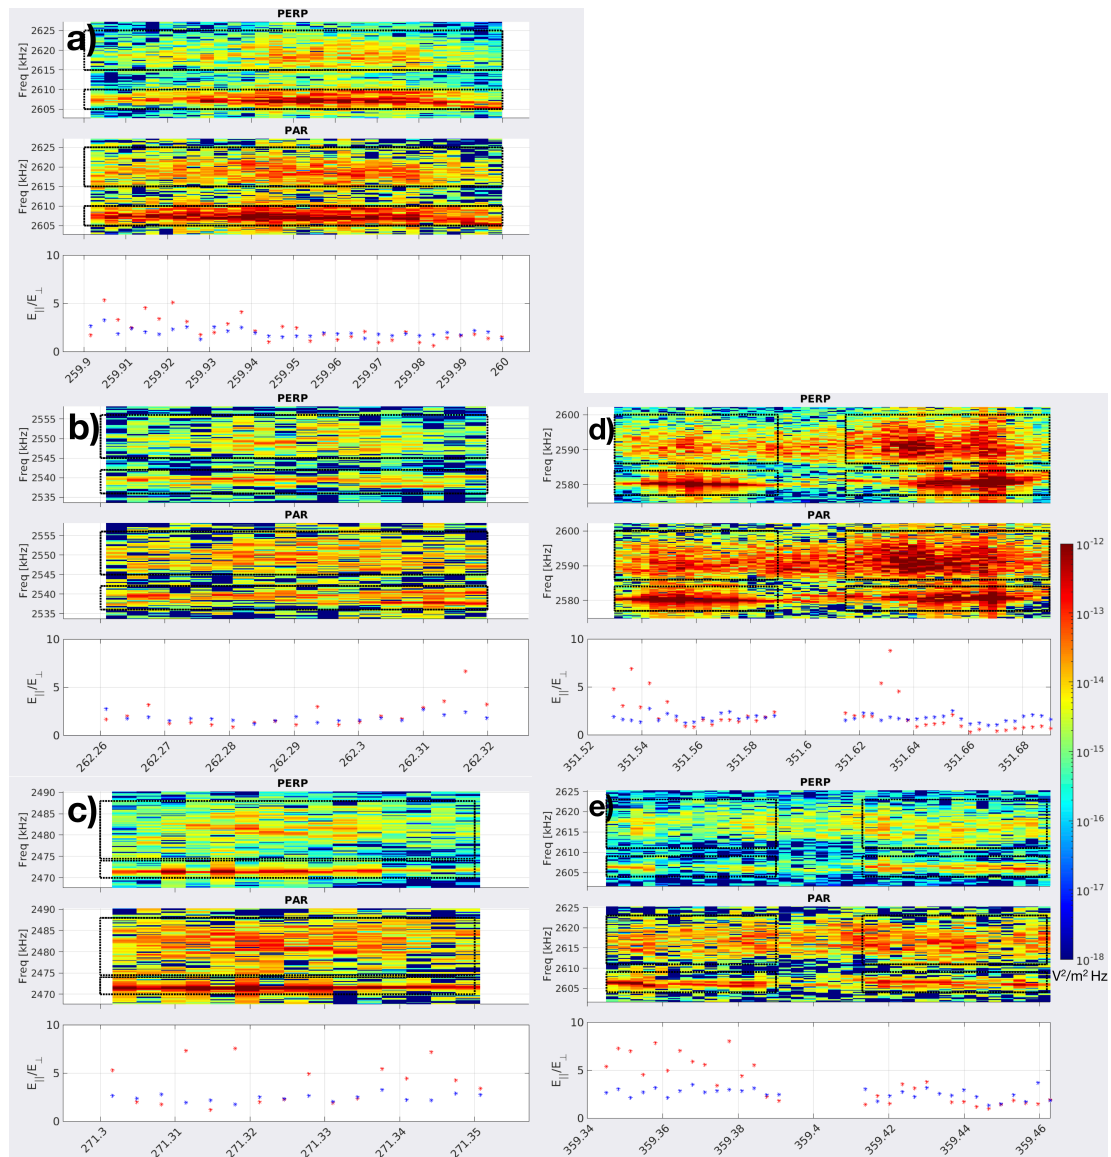 a)
PERP
Freq [kHz]
2625
2620
2615
2610
2605
PAR
Freq [kHz]
2625
2620
2615
2610
2605
E||/E⊥
10
5
0
259.9 259.91 259.92 259.93 259.94 259.95 259.96 259.97 259.98 259.99 260
b)
PERP
Freq [kHz]
2555
2550
2545
2540
2535
PAR
Freq [kHz]
2555
2550
2545
2540
2535
E||/E⊥
10
5
0
262.26 262.27 262.28 262.29 262.3 262.31 262.32
c)
PERP
Freq [kHz]
2490
2485
2480
2475
2470
PAR
Freq [kHz]
2490
2485
2480
2475
2470
E||/E⊥
10
5
0
271.3 271.31 271.32 271.33 271.34 271.35
d)
PERP
Freq [kHz]
2600
2590
2580
PAR
Freq [kHz]
2600
2590
2580
E||/E⊥
10
5
0
351.52 351.54 351.56 351.58 351.6 351.62 351.64 351.66 351.68
e)
PERP
Freq [kHz]
2625
2620
2615
2610
2605
PAR
Freq [kHz]
2625
2620
2615
2610
2605
E||/E⊥
10
5
0
359.34 359.36 359.38 359.4 359.42 359.44 359.46
10⁻¹²
10⁻¹³
10⁻¹⁴
10⁻¹⁵
10⁻¹⁶
10⁻¹⁷
10⁻¹⁸
V²/m² Hz